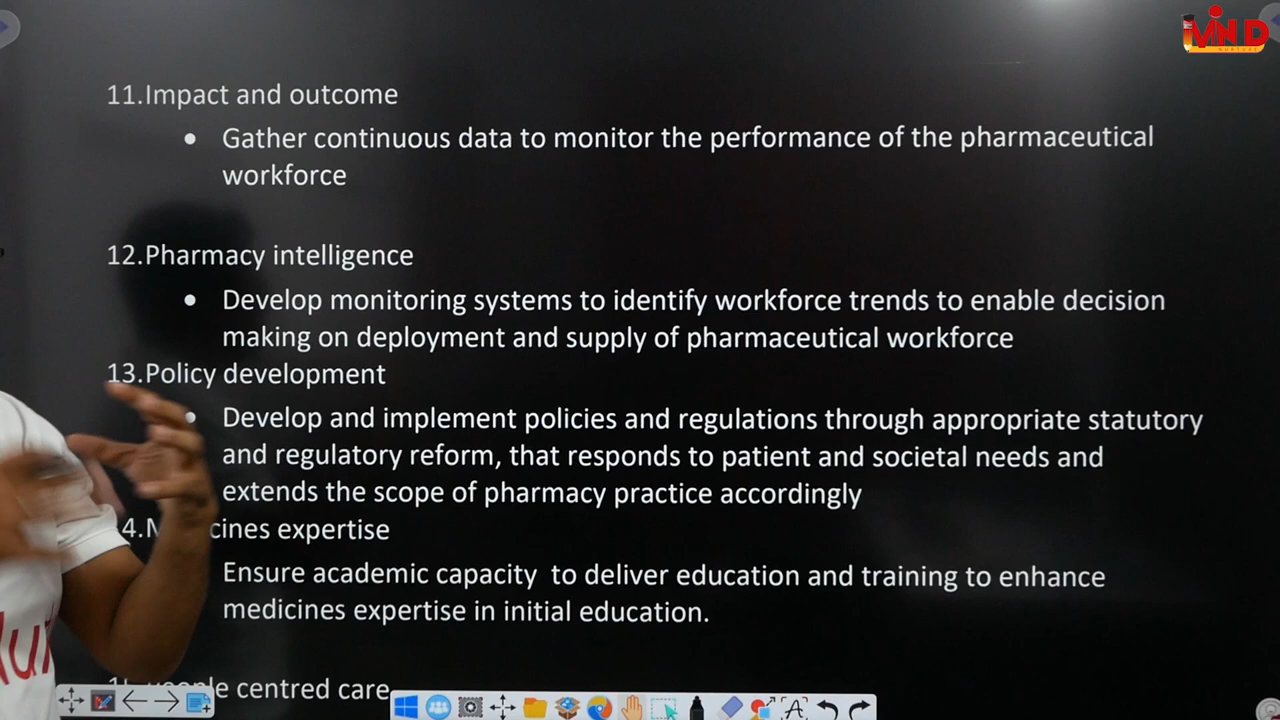 MIND
NURTURE
11.Impact and outcome
• Gather continuous data to monitor the performance of the pharmaceutical
workforce
12.Pharmacy intelligence
• Develop monitoring systems to identify workforce trends to enable decision
making on deployment and supply of pharmaceutical workforce
13.Policy development
• Develop and implement policies and regulations through appropriate statutory
and regulatory reform, that responds to patient and societal needs and
extends the scope of pharmacy practice accordingly
4. cines expertise
Ensure academic capacity to deliver education and training to enhance
medicines expertise in initial education.
centred care